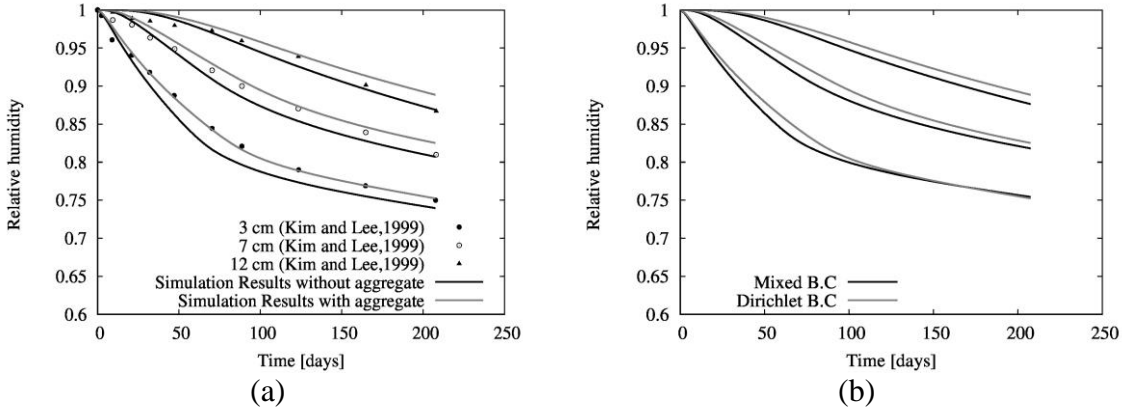 1
0.95
0.9
0.85
0.8
0.75
0.7
0.65
0.6
Relative humidity
3 cm (Kim and Lee,1999)
7 cm (Kim and Lee,1999)
12 cm (Kim and Lee,1999)
Simulation Results without aggregate
Simulation Results with aggregate
0 50 100 150 200 250
Time [days]
(a)
1
0.95
0.9
0.85
0.8
0.75
0.7
0.65
0.6
Relative humidity
Mixed B.C
Dirichlet B.C
0 50 100 150 200 250
Time [days]
(b)